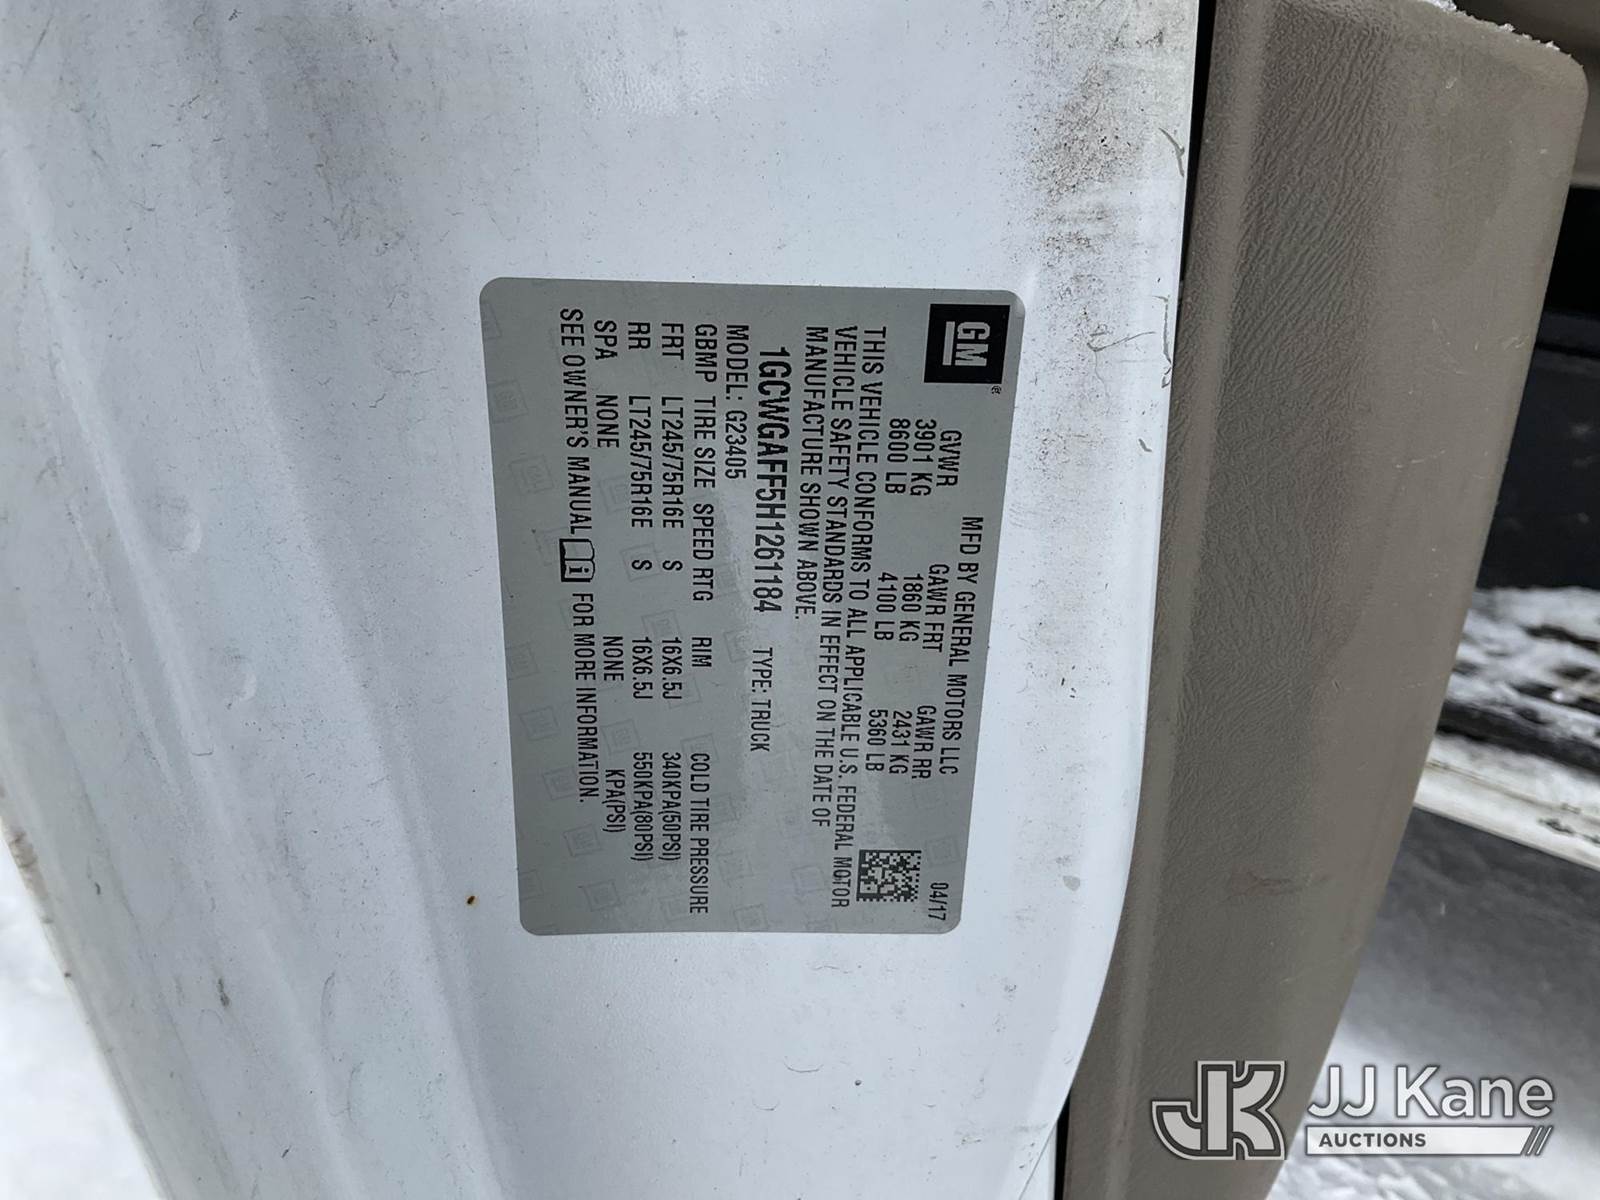 GM
MFD BY GENERAL MOTORS LLC 04/17
GVWR GAWR FRT GAWR RR
3901 KG 1860 KG 2431 KG
8600 LB 4100 LB 5360 LB
THIS VEHICLE CONFORMS TO ALL APPLICABLE U.S. FEDERAL MOTOR
VEHICLE SAFETY STANDARDS IN EFFECT ON THE DATE OF
MANUFACTURE SHOWN ABOVE.
1GCWGAFF5H1261184 TYPE: TRUCK
MODEL: G23405
GBMP TIRE SIZE SPEED RTG RIM COLD TIRE PRESSURE
FRT LT245/75R16E S 16X6.5J 340KPA(50PSI)
RR LT245/75R16E S 16X6.5J 550KPA(80PSI)
SPA NONE NONE KPA(PSI)
SEE OWNER'S MANUAL FOR MORE INFORMATION.
JK JJ Kane
AUCTIONS